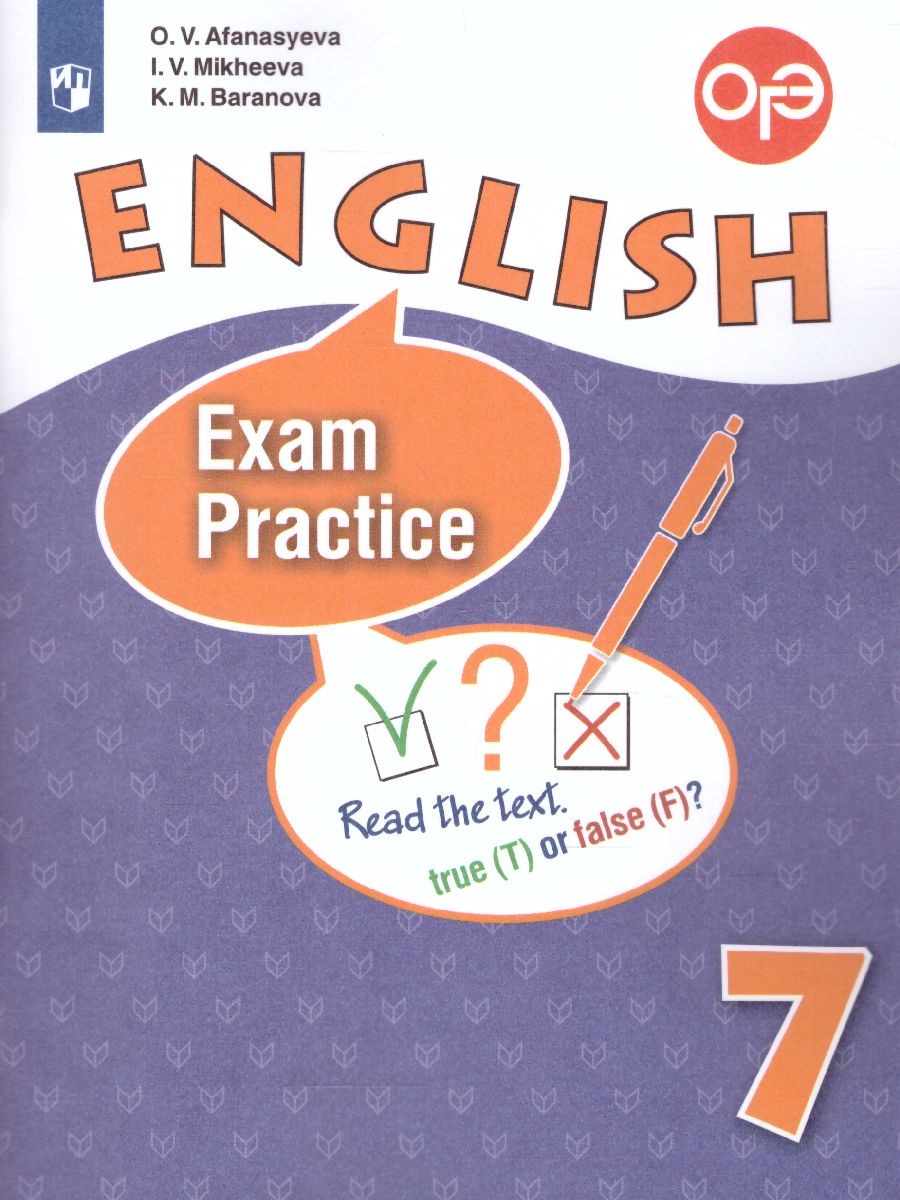 O. V. Afanasyeva
I. V. Mikheeva
K. M. Baranova
ОГЭ
ENGLISH
Exam
Practice
?
Read the text.
true (T) or false (F)?
7